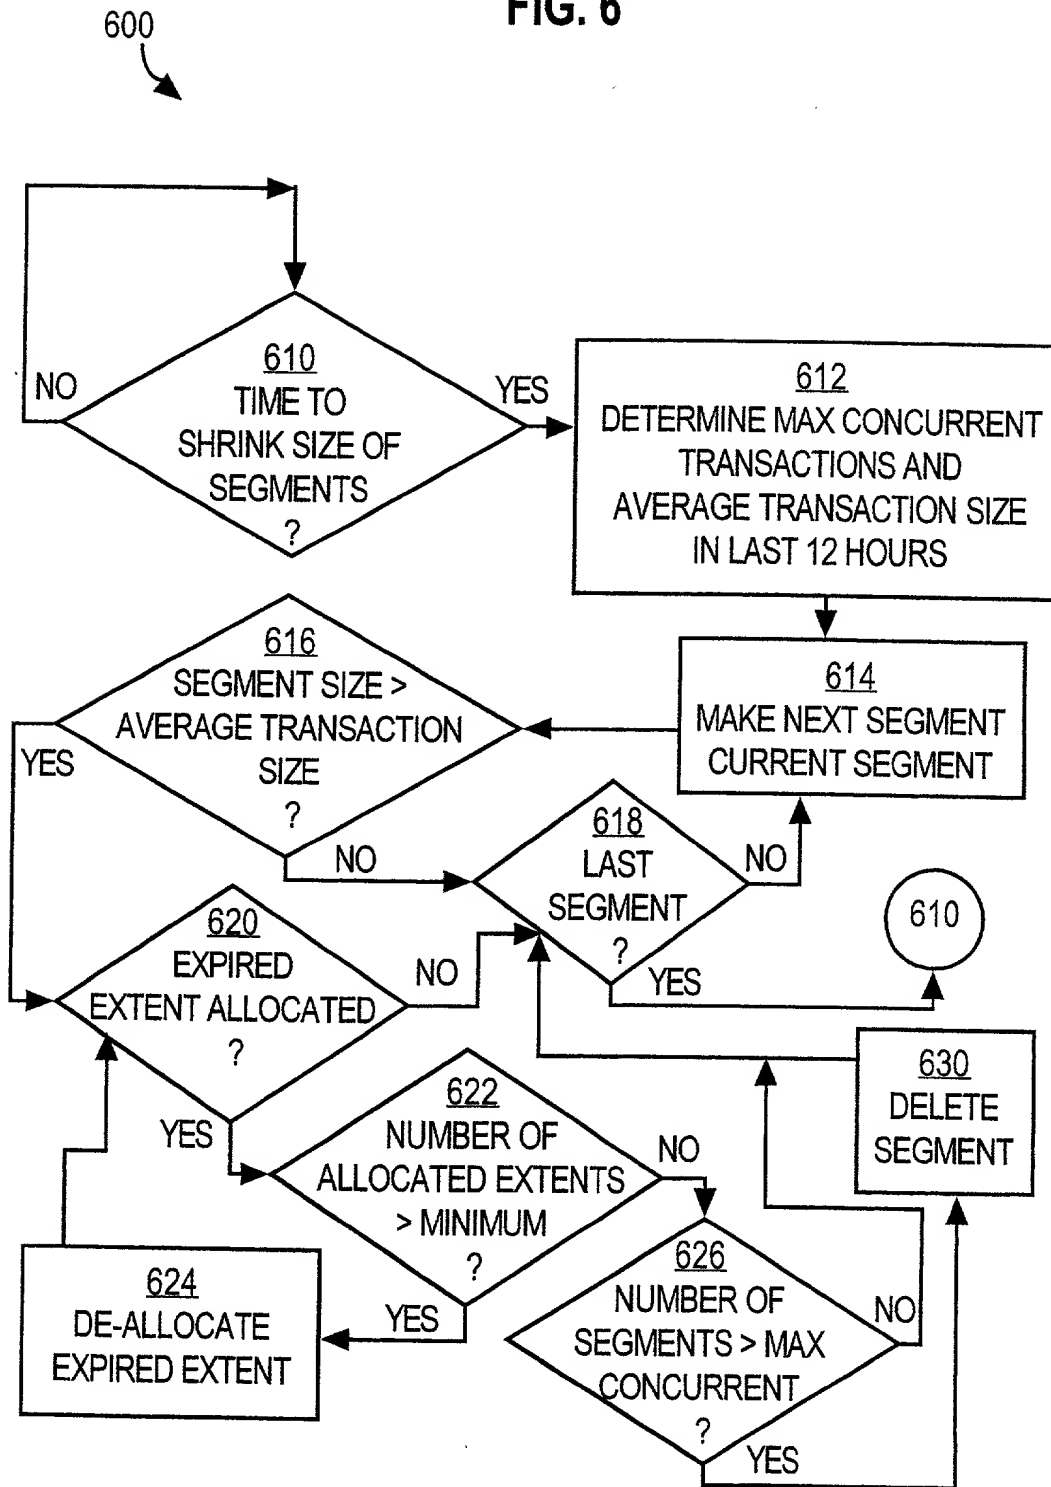 FIG. 6
600
610
TIME TO
SHRINK SIZE OF
SEGMENTS
?
NO
YES
612
DETERMINE MAX CONCURRENT
TRANSACTIONS AND
AVERAGE TRANSACTION SIZE
IN LAST 12 HOURS
614
MAKE NEXT SEGMENT
CURRENT SEGMENT
616
SEGMENT SIZE >
AVERAGE TRANSACTION
SIZE
?
YES
NO
618
LAST
SEGMENT
?
NO
YES
610
620
EXPIRED
EXTENT ALLOCATED
?
NO
YES
622
NUMBER OF
ALLOCATED EXTENTS
> MINIMUM
?
NO
YES
624
DE-ALLOCATE
EXPIRED EXTENT
626
NUMBER OF
SEGMENTS > MAX
CONCURRENT
?
NO
YES
630
DELETE
SEGMENT